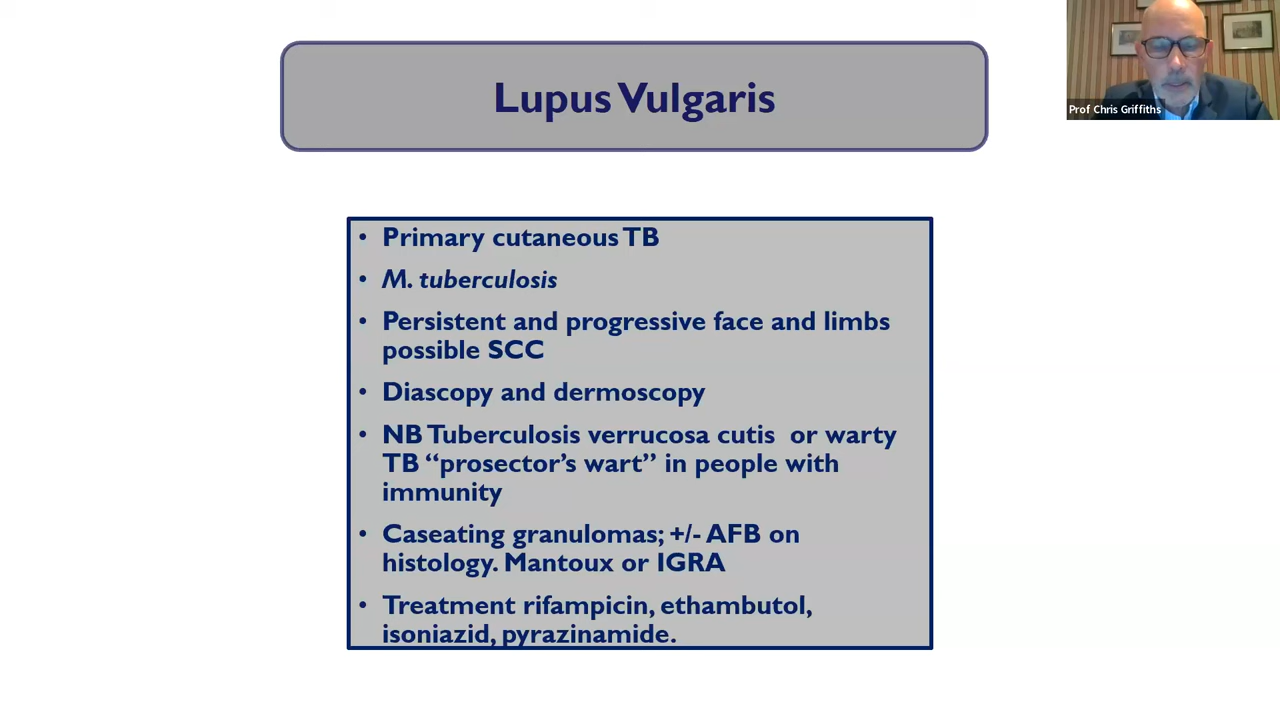 Lupus Vulgaris
Prof Chris Griffiths
• Primary cutaneous TB
• M. tuberculosis
• Persistent and progressive face and limbs
possible SCC
• Diascopy and dermoscopy
• NB Tuberculosis verrucosa cutis or warty
TB “prosector’s wart” in people with
immunity
• Caseating granulomas; +/- AFB on
histology. Mantoux or IGRA
• Treatment rifampicin, ethambutol,
isoniazid, pyrazinamide.